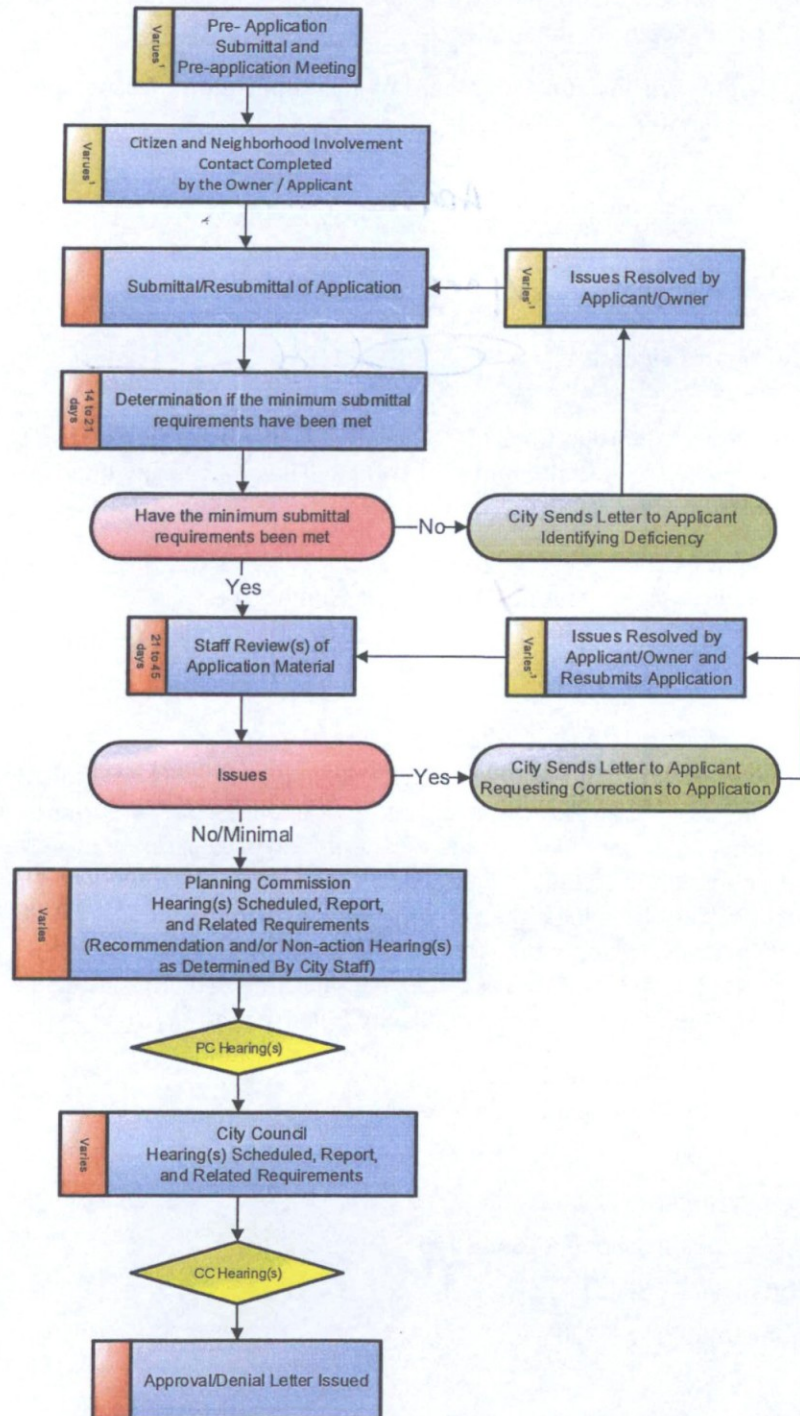 Varues¹
Pre- Application
Submittal and
Pre-application Meeting
Varues¹
Citizen and Neighborhood Involvement
Contact Completed
by the Owner / Applicant
Submittal/Resubmittal of Application
Varies.¹
Issues Resolved by
Applicant/Owner
14 to 21
days
Determination if the minimum submittal
requirements have been met
Have the minimum submittal
requirements been met
No
City Sends Letter to Applicant
Identifying Deficiency
Yes
21 to 45
days
Staff Review(s) of
Application Material
Varies.¹
Issues Resolved by
Applicant/Owner and
Resubmits Application
Issues
Yes
City Sends Letter to Applicant
Requesting Corrections to Application
No/Minimal
Varies
Planning Commission
Hearing(s) Scheduled, Report,
and Related Requirements
(Recommendation and/or Non-action Hearing(s)
as Determined By City Staff)
PC Hearing(s)
Varies
City Council
Hearing(s) Scheduled, Report,
and Related Requirements
CC Hearing(s)
Approval/Denial Letter Issued